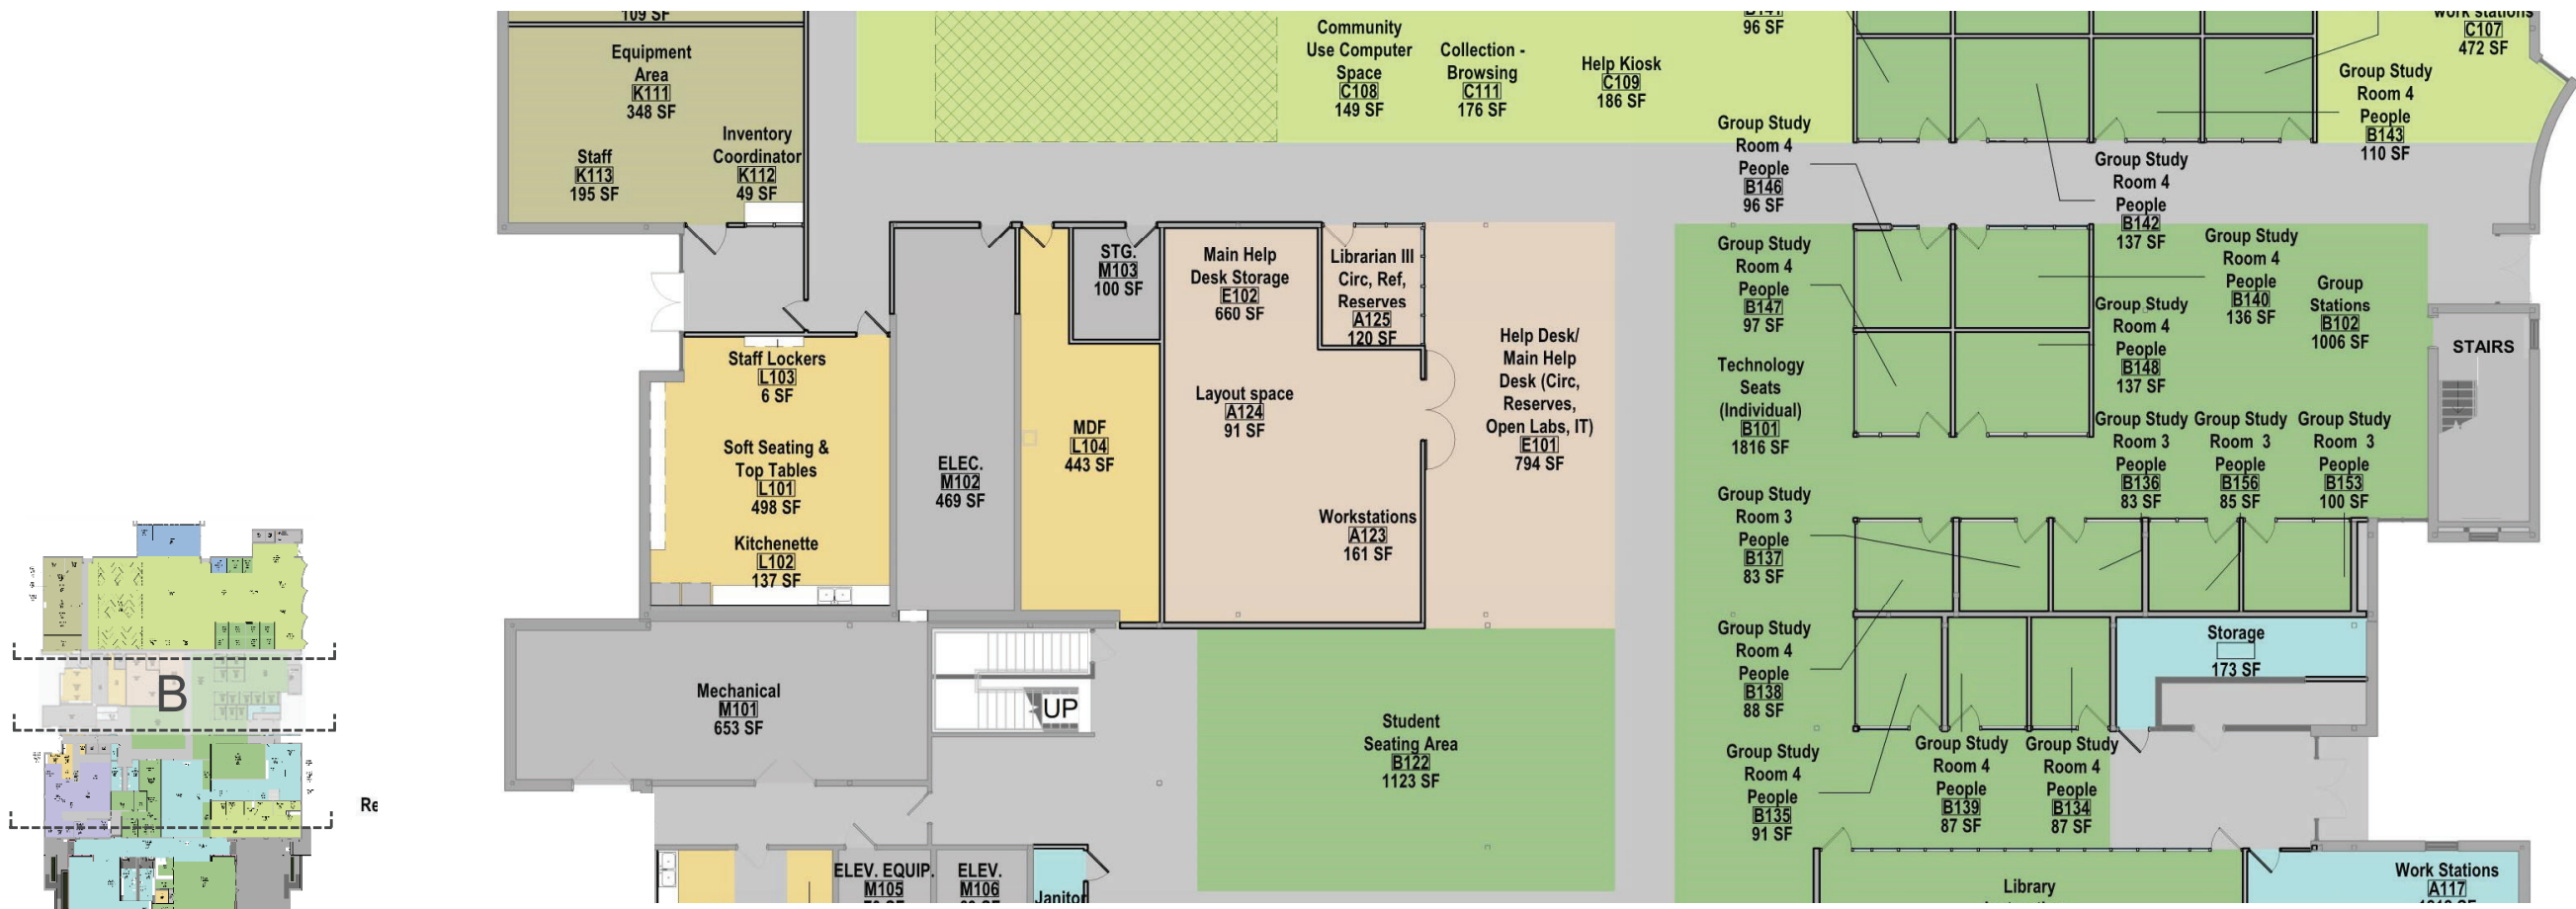 109 SF
Equipment
Area
K111
348 SF
Inventory
Coordinator
K112
49 SF
Staff
K113
195 SF
Community
Use Computer
Space
C108
149 SF
Collection -
Browsing
C111
176 SF
Help Kiosk
C109
186 SF
B141
96 SF
work stations
C107
472 SF
Group Study
Room 4
People
B143
110 SF
Group Study
Room 4
People
B146
96 SF
Group Study
Room 4
People
B142
137 SF
Group Study
Room 4
People
B147
97 SF
Group Study
Room 4
People
B140
136 SF
Group
Stations
B102
1006 SF
Group Study
Room 4
People
B148
137 SF
STAIRS
STG.
M103
100 SF
Main Help
Desk Storage
E102
660 SF
Librarian III
Circ, Ref,
Reserves
A125
120 SF
Help Desk/
Main Help
Desk (Circ,
Reserves,
Open Labs, IT)
E101
794 SF
Staff Lockers
L103
6 SF
Layout space
A124
91 SF
Technology
Seats
(Individual)
B101
1816 SF
Soft Seating &
Top Tables
L101
498 SF
ELEC.
M102
469 SF
MDF
L104
443 SF
Group Study
Room 3
People
B136
83 SF
Group Study
Room 3
People
B156
85 SF
Group Study
Room 3
People
B153
100 SF
Kitchenette
L102
137 SF
Workstations
A123
161 SF
Group Study
Room 3
People
B137
83 SF
Group Study
Room 4
People
B138
88 SF
Storage
173 SF
Mechanical
M101
653 SF
UP
Student
Seating Area
B122
1123 SF
Group Study
Room 4
People
B135
91 SF
Group Study
Room 4
People
B139
87 SF
Group Study
Room 4
People
B134
87 SF
B
Re
ELEV. EQUIP.
M105
ELEV.
M106
Janitor
Library
Work Stations
A117